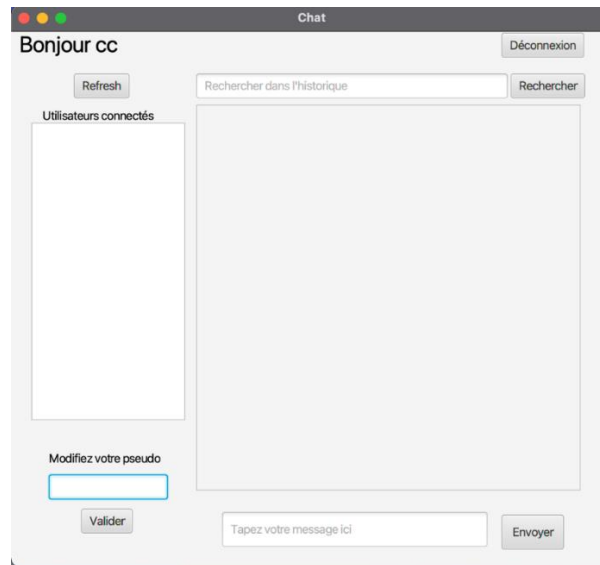 Chat
Bonjour cc
Déconnexion
Refresh
Rechercher dans l'historique
Rechercher
Utilisateurs connectés
Modifiez votre pseudo
Valider
Tapez votre message ici
Envoyer